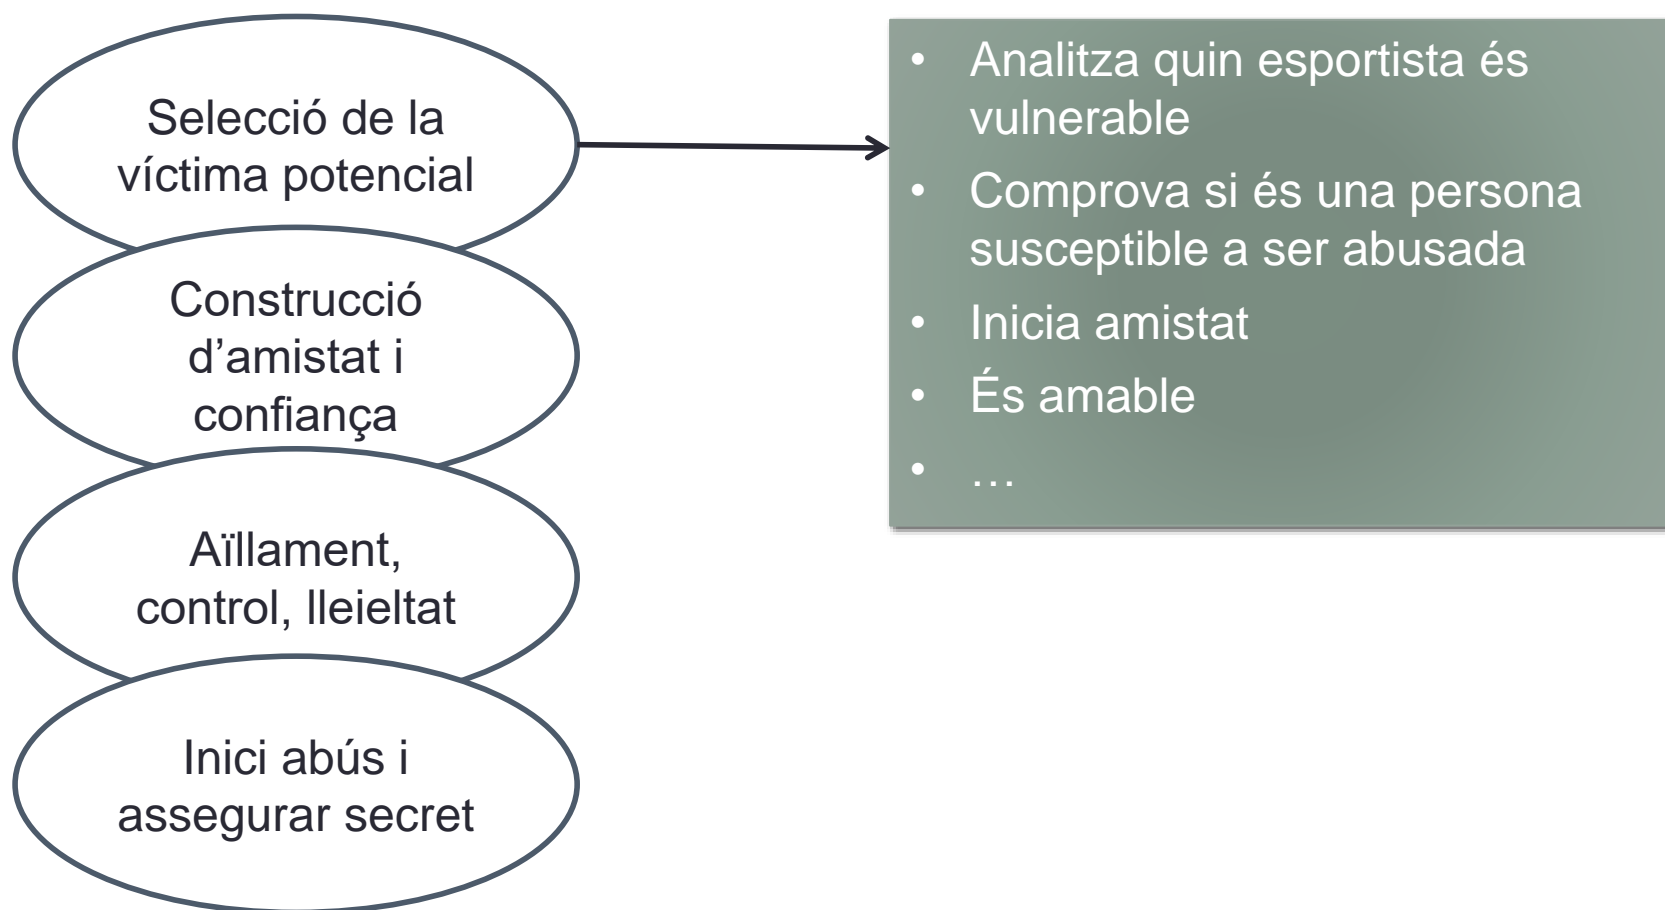 Selecció de la
víctima potencial
Construcció
d’amistat i
confiança
Aïllament,
control, lleieltat
Inici abús i
assegurar secret
• Analitza quin esportista és
vulnerable
• Comprova si és una persona
susceptible a ser abusada
• Inicia amistat
• És amable
• …